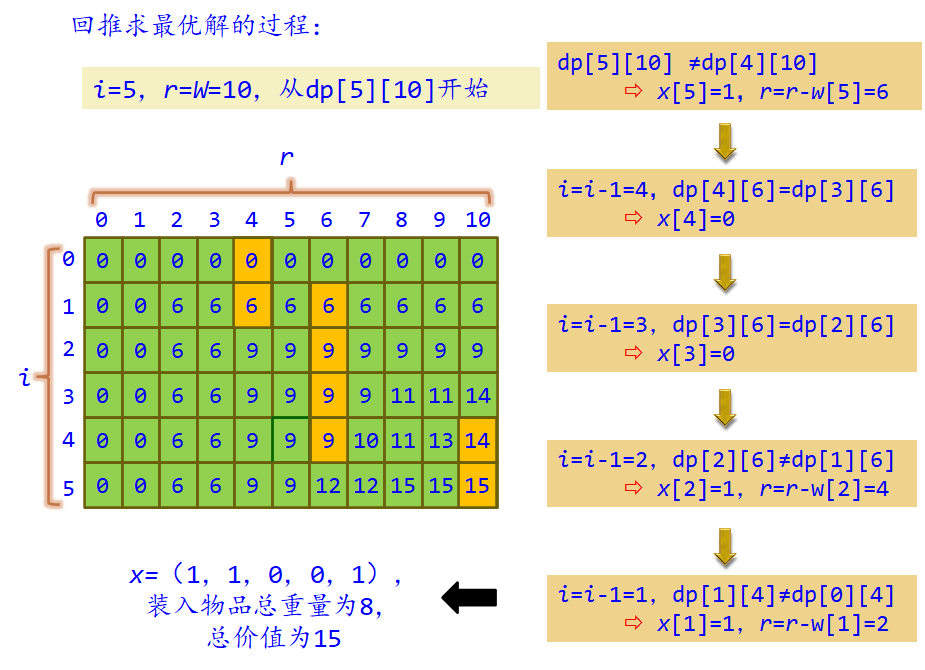 回推求最优解的过程：
i=5，r=W=10，从dp[5][10]开始
r
0 1 2 3 4 5 6 7 8 9 10
i
0 0 0 0 0 0 0 0 0 0 0 0
1 0 0 6 6 6 6 6 6 6 6 6
2 0 0 6 6 9 9 9 9 9 9 9
3 0 0 6 6 9 9 9 9 11 11 14
4 0 0 6 6 9 9 9 10 11 13 14
5 0 0 6 6 9 9 12 12 15 15 15
dp[5][10] ≠dp[4][10]
⇨ x[5]=1，r=r-w[5]=6
i=i-1=4，dp[4][6]=dp[3][6]
⇨ x[4]=0
i=i-1=3，dp[3][6]=dp[2][6]
⇨ x[3]=0
i=i-1=2，dp[2][6]≠dp[1][6]
⇨ x[2]=1，r=r-w[2]=4
i=i-1=1，dp[1][4]≠dp[0][4]
⇨ x[1]=1，r=r-w[1]=2
x=（1，1，0，0，1），
装入物品总重量为8，
总价值为15